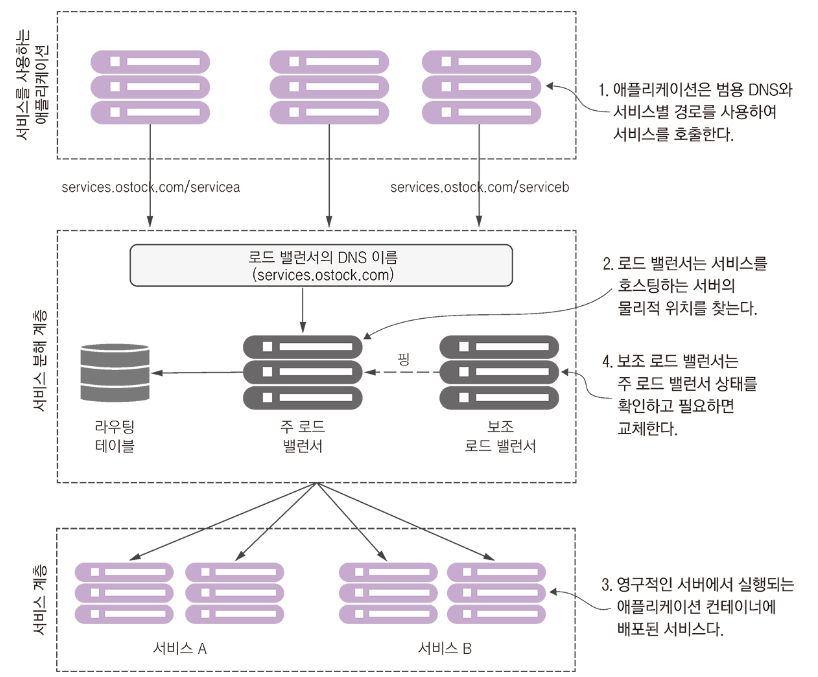 서비스를 사용하는
애플리케이션
1. 애플리케이션은 범용 DNS와
서비스별 경로를 사용하여
서비스를 호출한다.
services.ostock.com/servicea
services.ostock.com/serviceb
서비스 분해 계층
로드 밸런서의 DNS 이름
(services.ostock.com)
2. 로드 밸런서는 서비스를
호스팅하는 서버의
물리적 위치를 찾는다.
핑
4. 보조 로드 밸런서는
주 로드 밸런서 상태를
확인하고 필요하면
교체한다.
라우팅
테이블
주 로드
밸런서
보조
로드 밸런서
서비스 계층
3. 영구적인 서버에서 실행되는
애플리케이션 컨테이너에
배포된 서비스다.
서비스 A
서비스 B